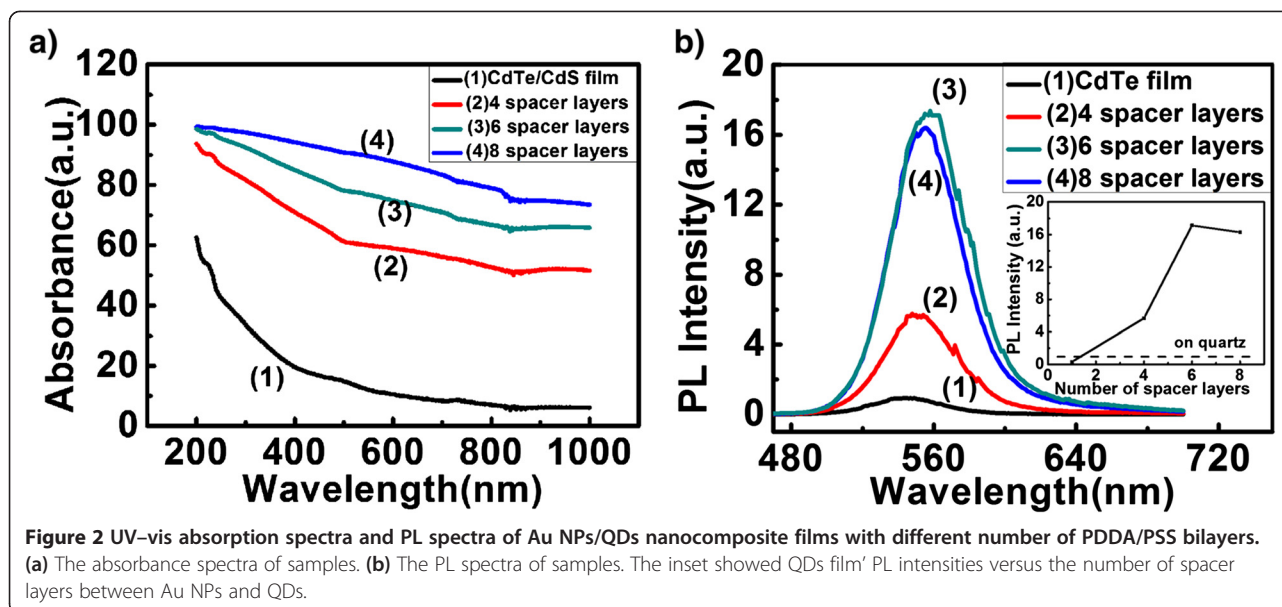 a)
120
100
80
60
40
20
0
Absorbance(a.u.)
200 400 600 800 1000
Wavelength(nm)
(1)CdTe/CdS film
(2)4 spacer layers
(3)6 spacer layers
(4)8 spacer layers
(4)
(3)
(2)
(1)
b)
20
16
12
8
4
0
PL Intensity(a.u.)
480 560 640 720
Wavelength(nm)
(1)CdTe film
(2)4 spacer layers
(3)6 spacer layers
(4)8 spacer layers
(3)
(4)
(2)
(1)
20
16
12
8
4
0
PL Intensity (a.u.)
on quartz
0 2 4 6 8
Number of spacer layers
Figure 2 UV–vis absorption spectra and PL spectra of Au NPs/QDs nanocomposite films with different number of PDDA/PSS bilayers.
(a) The absorbance spectra of samples. (b) The PL spectra of samples. The inset showed QDs film' PL intensities versus the number of spacer
layers between Au NPs and QDs.